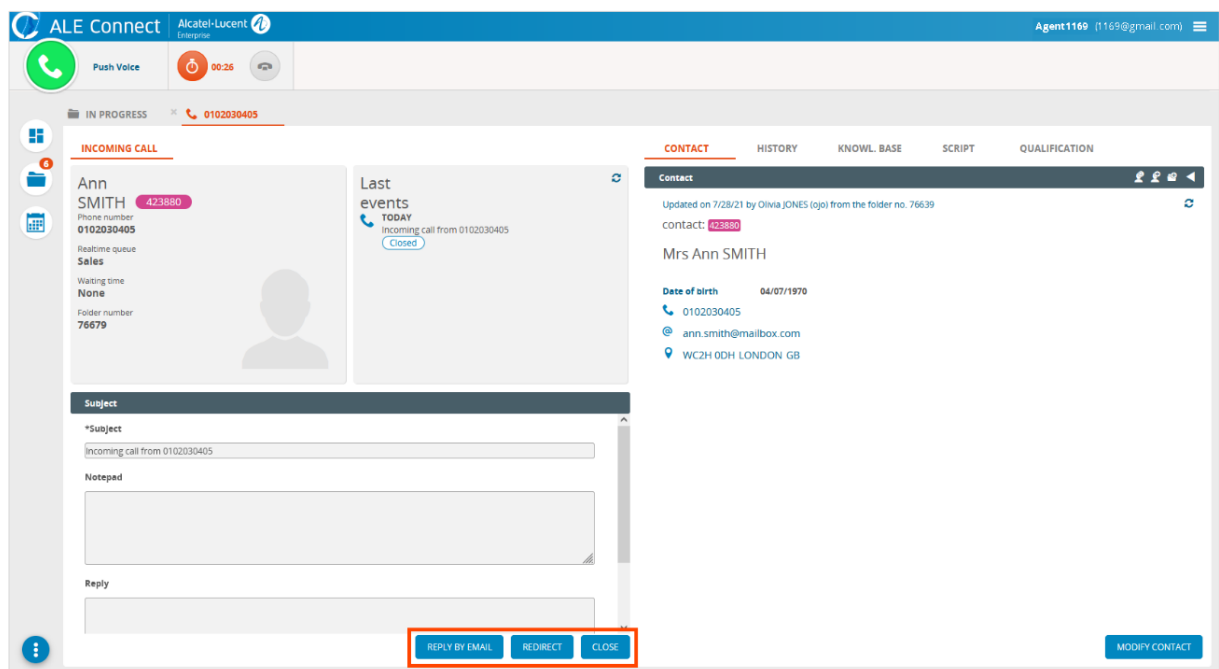 ALE Connect
Alcatel·Lucent
Enterprise
Agent1169 (1169@gmail.com)
Push Voice
00:26
IN PROGRESS
0102030405
6
INCOMING CALL
Ann
SMITH 423880
Phone number
0102030405
Realtime queue
Sales
Waiting time
None
Folder number
76679
Last
events
TODAY
Incoming call from 0102030405
Closed
Subject
*Subject
Incoming call from 0102030405
Notepad
Reply
REPLY BY EMAIL REDIRECT CLOSE
CONTACT HISTORY KNOWL. BASE SCRIPT QUALIFICATION
Contact
Updated on 7/28/21 by Olivia JONES (ojo) from the folder no. 76639
contact: 423880
Mrs Ann SMITH
Date of birth 04/07/1970
0102030405
@ ann.smith@mailbox.com
WC2H 0DH LONDON GB
MODIFY CONTACT